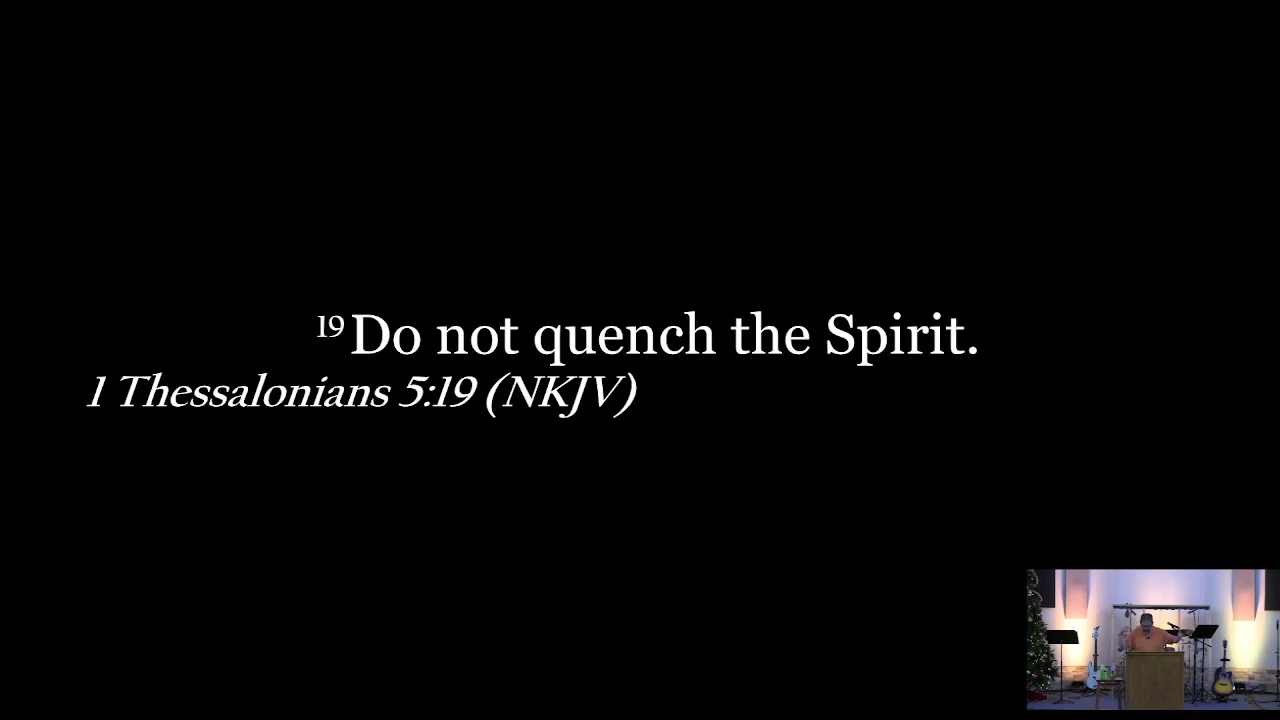 19 Do not quench the Spirit.
1 Thessalonians 5:19 (NKJV)